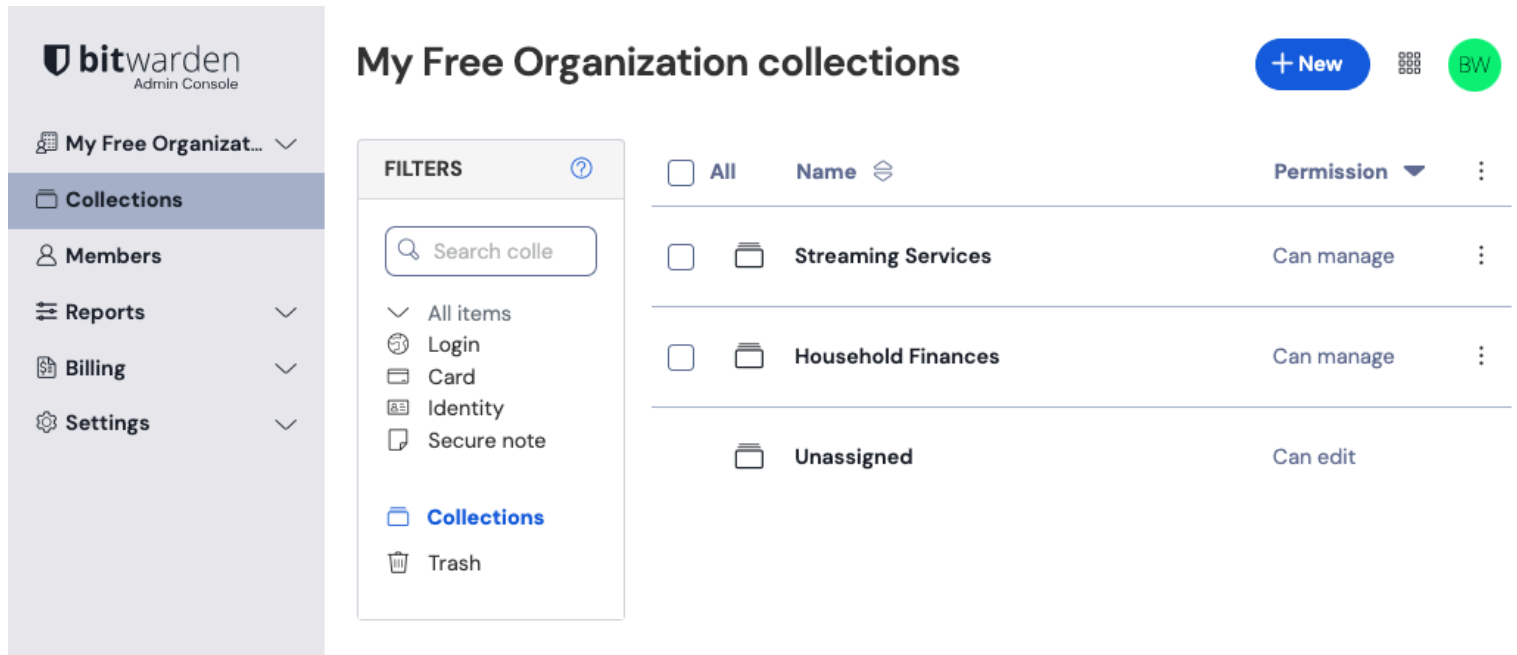 bitwarden
Admin Console
My Free Organizat...
Collections
Members
Reports
Billing
Settings
My Free Organization collections
+ New
BW
FILTERS
Search colle
All items
Login
Card
Identity
Secure note
Collections
Trash
All Name Permission
Streaming Services Can manage
Household Finances Can manage
Unassigned Can edit